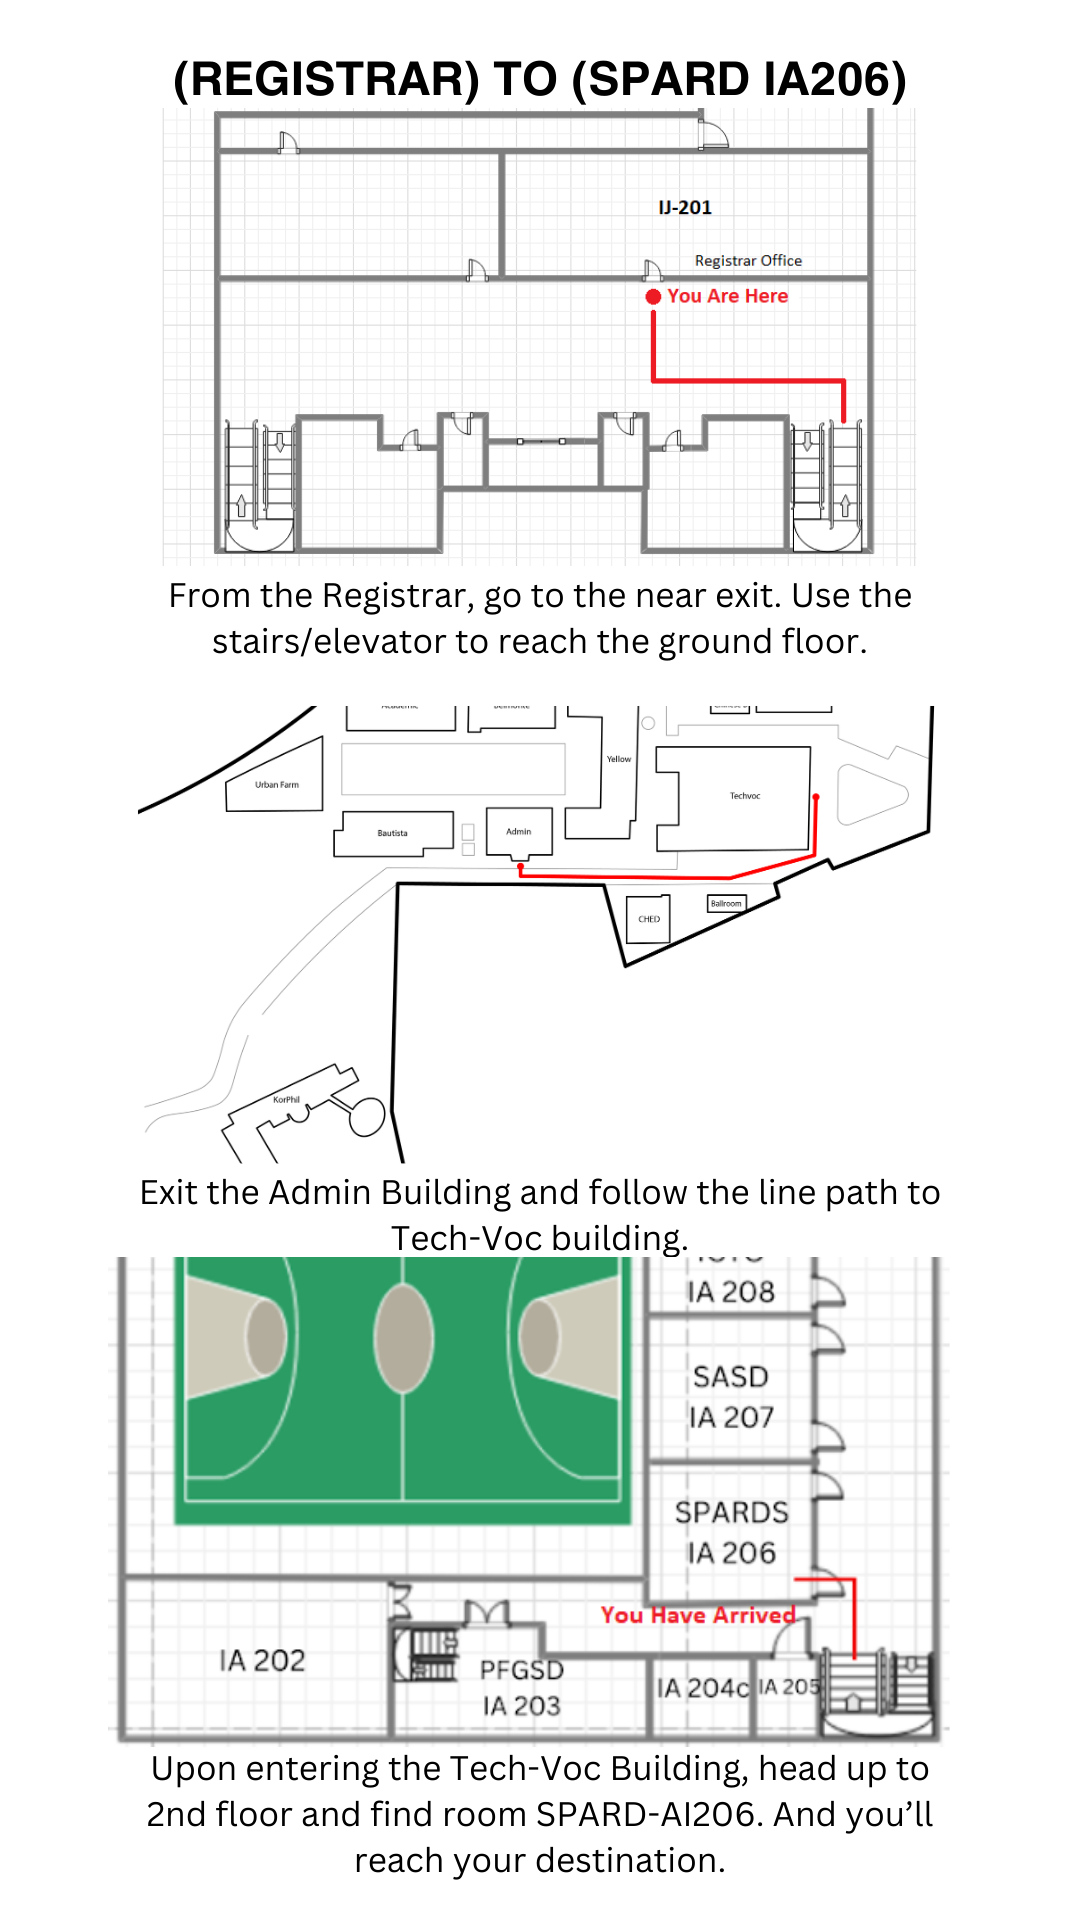 (REGISTRAR) TO (SPARD IA206)
IJ-201
Registrar Office
You Are Here
From the Registrar, go to the near exit. Use the
stairs/elevator to reach the ground floor.
Yellow
Urban Farm
Techvoc
Bautista
Admin
CHED
Ballroom
KorPhil
Exit the Admin Building and follow the line path to
Tech-Voc building.
IA 208
SASD
IA 207
SPARDS
IA 206
You Have Arrived
IA 202
PFGSD
IA 203
IA 204c
IA 205
Upon entering the Tech-Voc Building, head up to
2nd floor and find room SPARD-AI206. And you’ll
reach your destination.